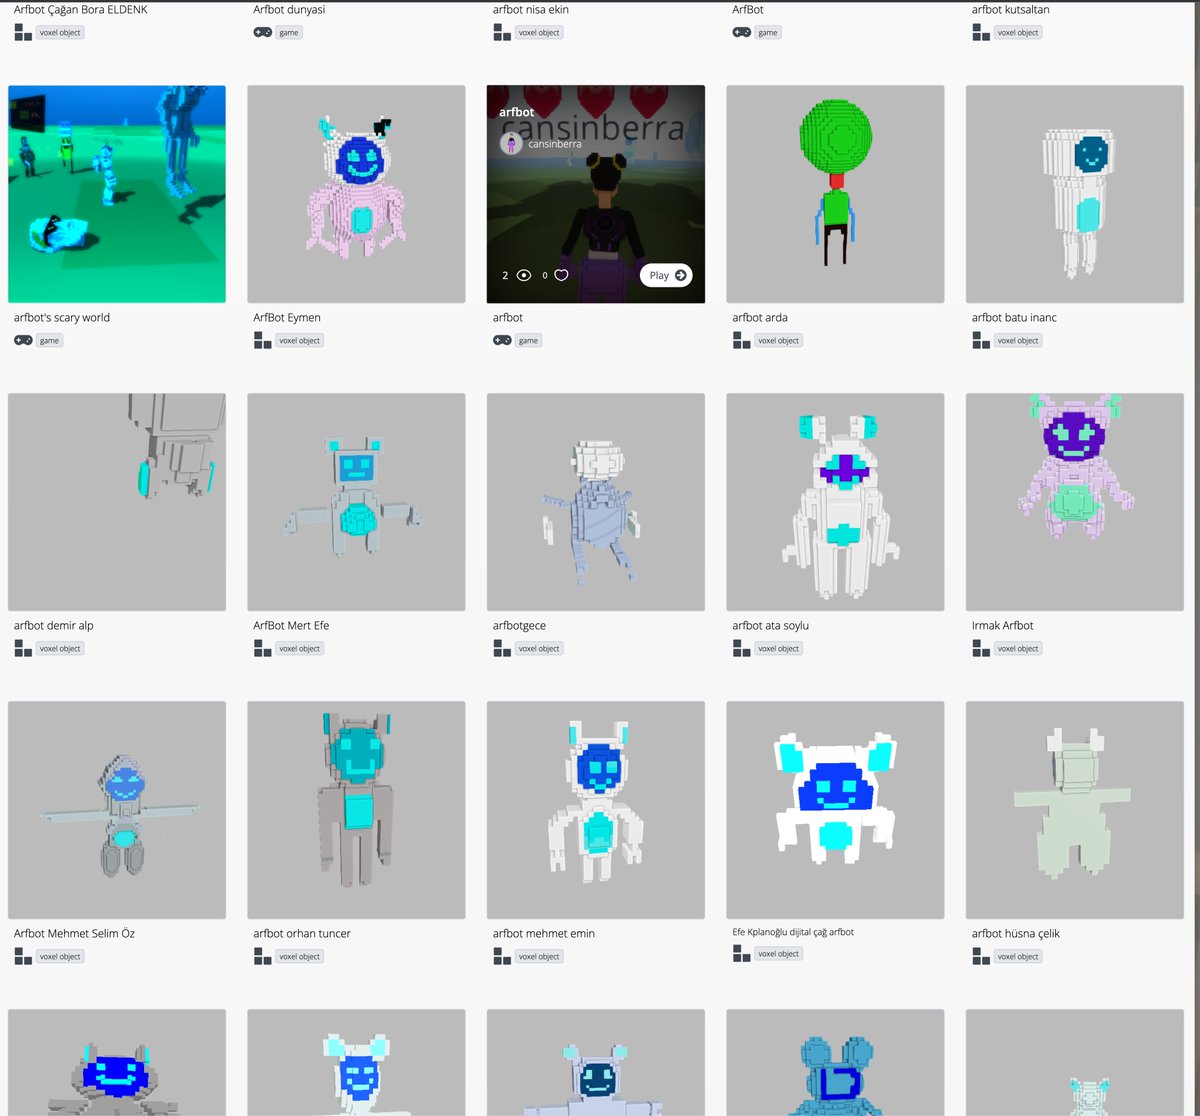 Arfbot Çağan Bora ELDENK
Arfbot dunyasi
arfbot nisa ekin
ArfBot
arfbot kutsaltan
voxel object
game
voxel object
game
voxel object
arfbot
cansinberra
cansinberra
2
0
Play
arfbot's scary world
ArfBot Eymen
arfbot
arfbot arda
arfbot batu inanc
game
voxel object
game
voxel object
voxel object
arfbot demir alp
ArfBot Mert Efe
arfbotgece
arfbot ata soylu
Irmak Arfbot
voxel object
voxel object
voxel object
voxel object
voxel object
Arfbot Mehmet Selim Öz
arfbot orhan tuncer
arfbot mehmet emin
Efe Kplanoğlu dijital çağ arfbot
arfbot hüsna çelik
voxel object
voxel object
voxel object
voxel object
voxel object